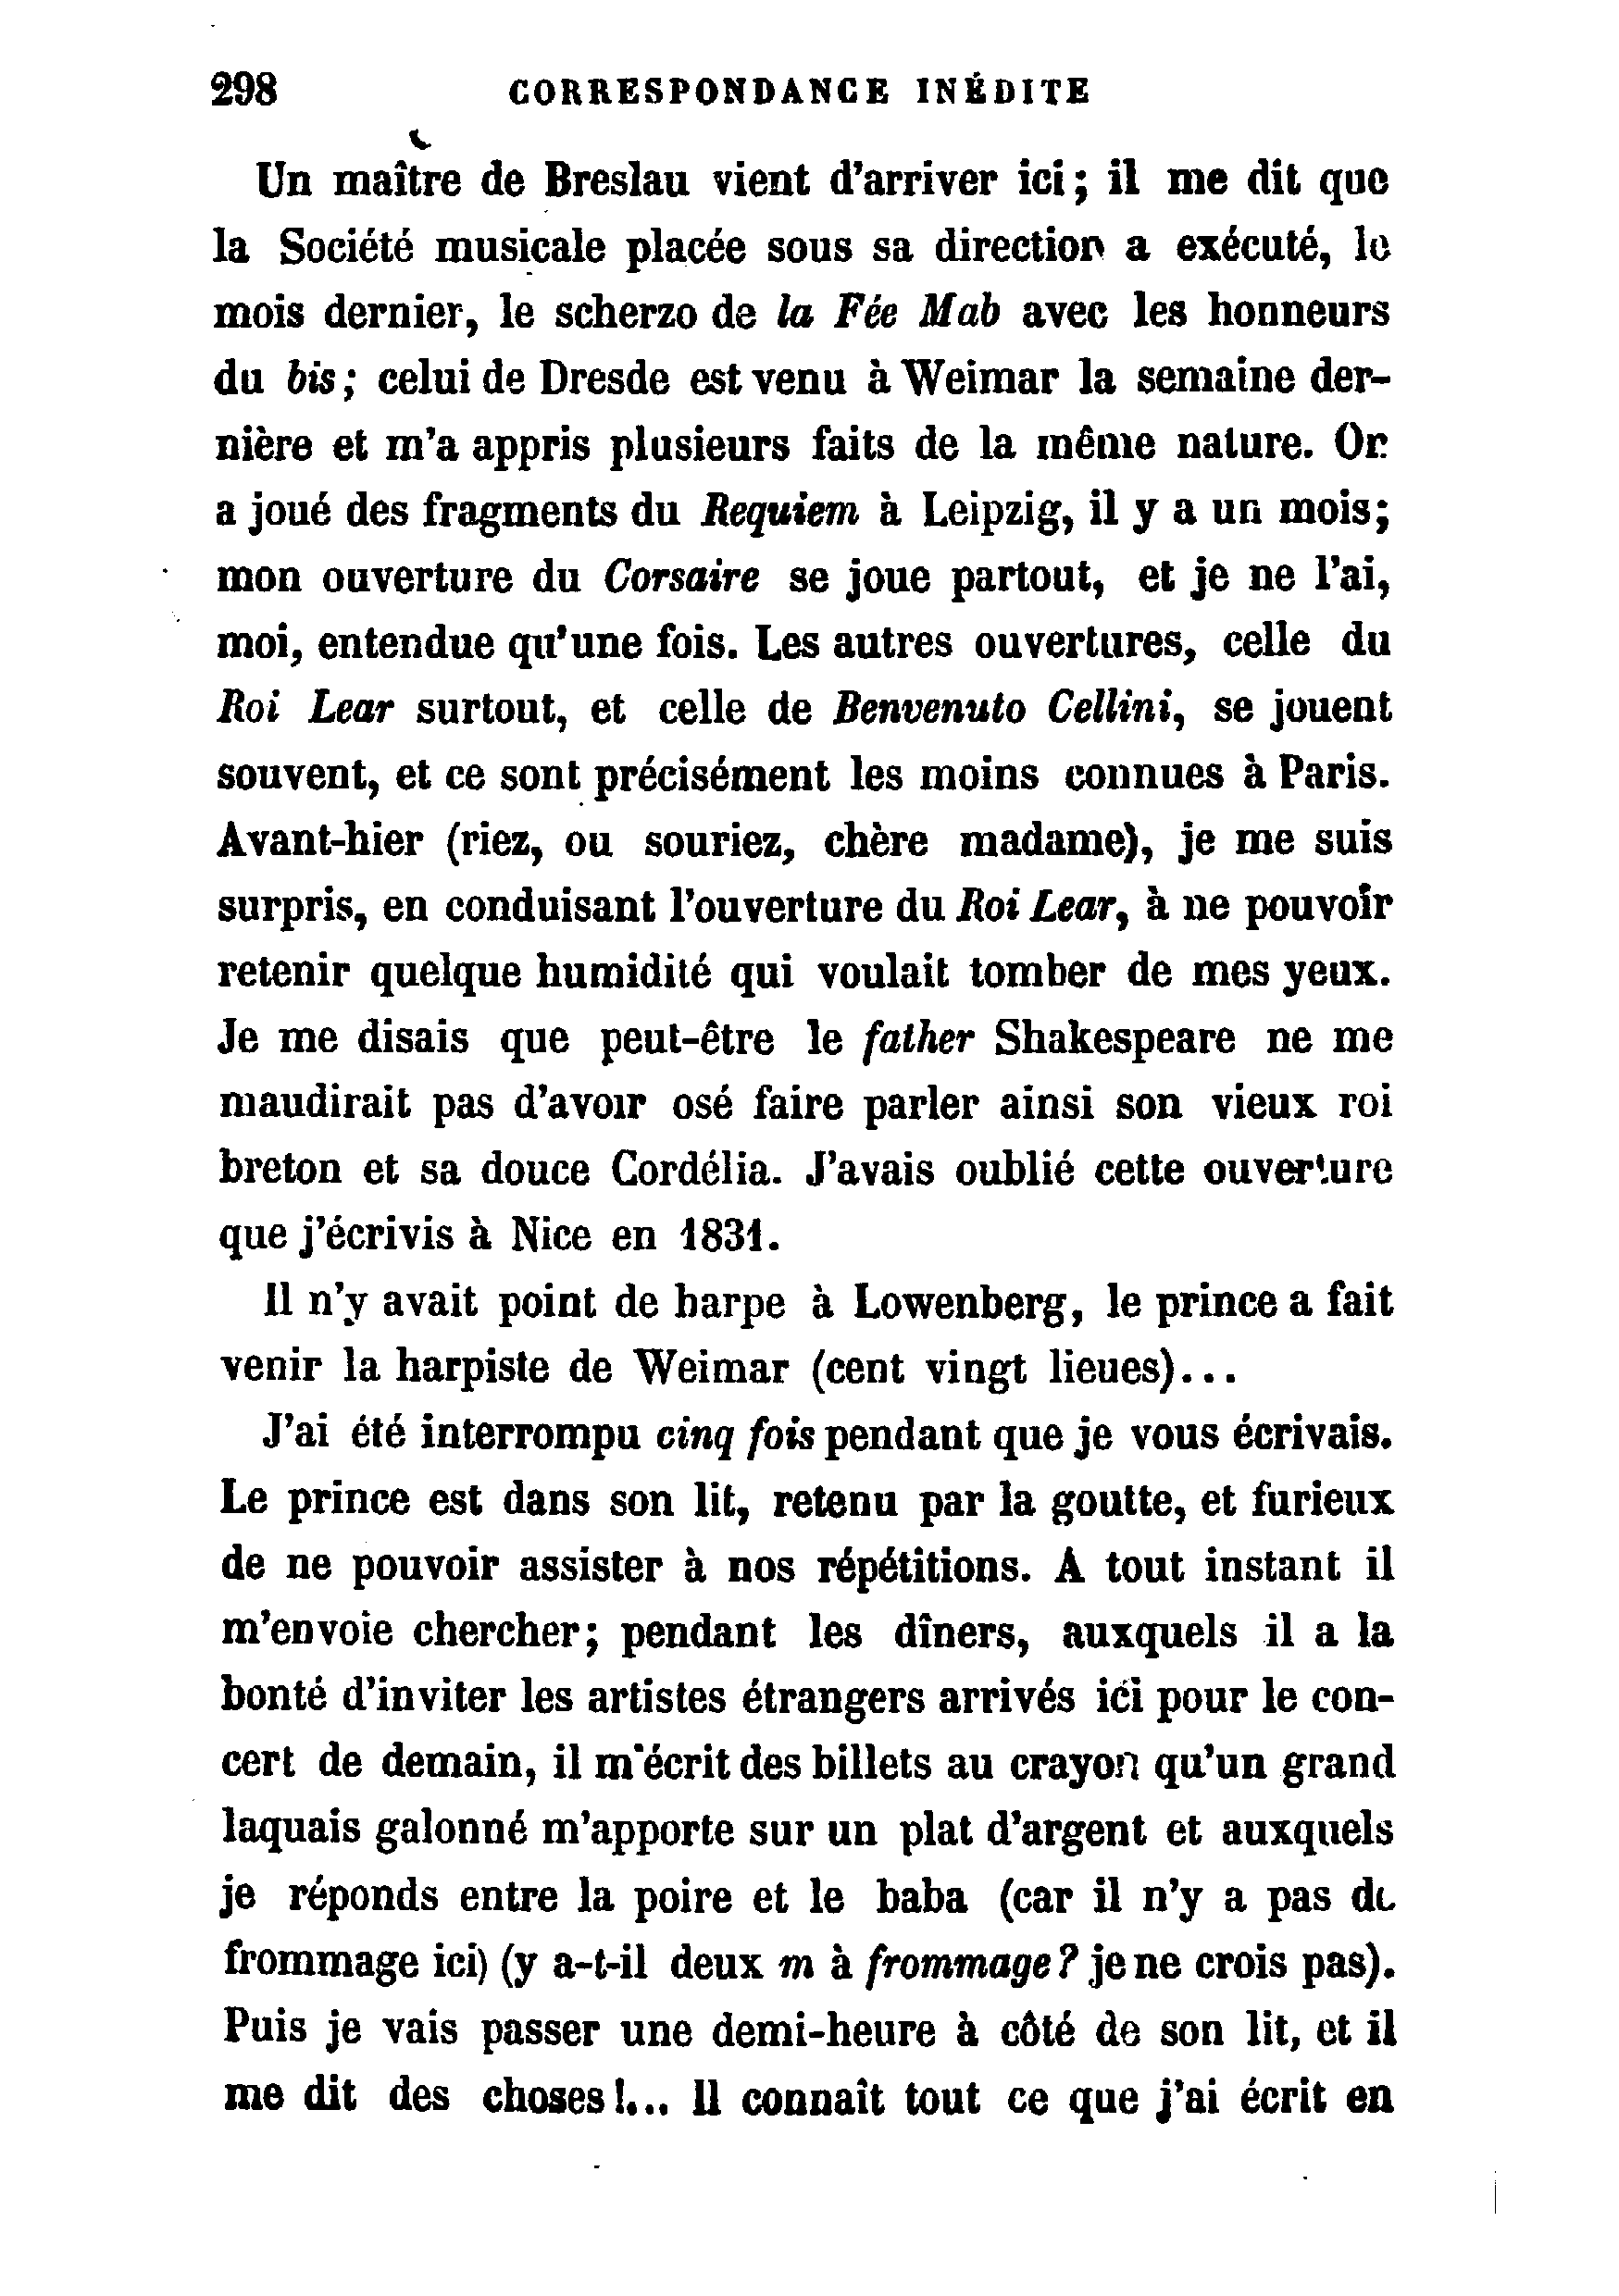 298 CORRESPONDANCE INÉDITE
Un maître de Breslau vient d'arriver ici; il me dit que
la Société musicale placée sous sa direction a exécuté, le
mois dernier, le scherzo de la Fée Mab avec les honneurs
du bis; celui de Dresde est venu à Weimar la semaine der-
nière et m'a appris plusieurs faits de la même nature. On
a joué des fragments du Requiem à Leipzig, il y a un mois;
mon ouverture du Corsaire se joue partout, et je ne l'ai,
moi, entendue qu'une fois. Les autres ouvertures, celle du
Roi Lear surtout, et celle de Benvenuto Cellini, se jouent
souvent, et ce sont précisément les moins connues à Paris.
Avant-hier (riez, ou souriez, chère madame), je me suis
surpris, en conduisant l'ouverture du Roi Lear, à ne pouvoir
retenir quelque humidité qui voulait tomber de mes yeux.
Je me disais que peut-être le father Shakespeare ne me
maudirait pas d'avoir osé faire parler ainsi son vieux roi
breton et sa douce Cordélia. J'avais oublié cette ouverture
que j'écrivis à Nice en 1831.
Il n'y avait point de harpe à Lowenberg, le prince a fait
venir la harpiste de Weimar (cent vingt lieues)...
J'ai été interrompu cinq fois pendant que je vous écrivais.
Le prince est dans son lit, retenu par la goutte, et furieux
de ne pouvoir assister à nos répétitions. A tout instant il
m'envoie chercher; pendant les dîners, auxquels il a la
bonté d'inviter les artistes étrangers arrivés ici pour le con-
cert de demain, il m'écrit des billets au crayon qu'un grand
laquais galonné m'apporte sur un plat d'argent et auxquels
je réponds entre la poire et le baba (car il n'y a pas de
frommage ici) (y a-t-il deux m à frommage? je ne crois pas).
Puis je vais passer une demi-heure à côté de son lit, et il
me dit des choses!... Il connaît tout ce que j'ai écrit en